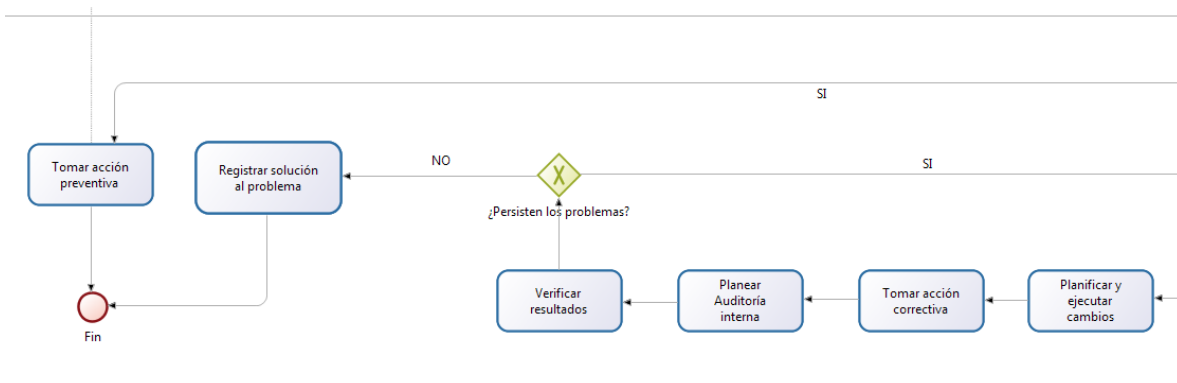 SI
Tomar acción
preventiva
Registrar solución
al problema
NO
SI
¿Persisten los problemas?
Verificar
resultados
Planear
Auditoría
interna
Tomar acción
correctiva
Planificar y
ejecutar
cambios
Fin